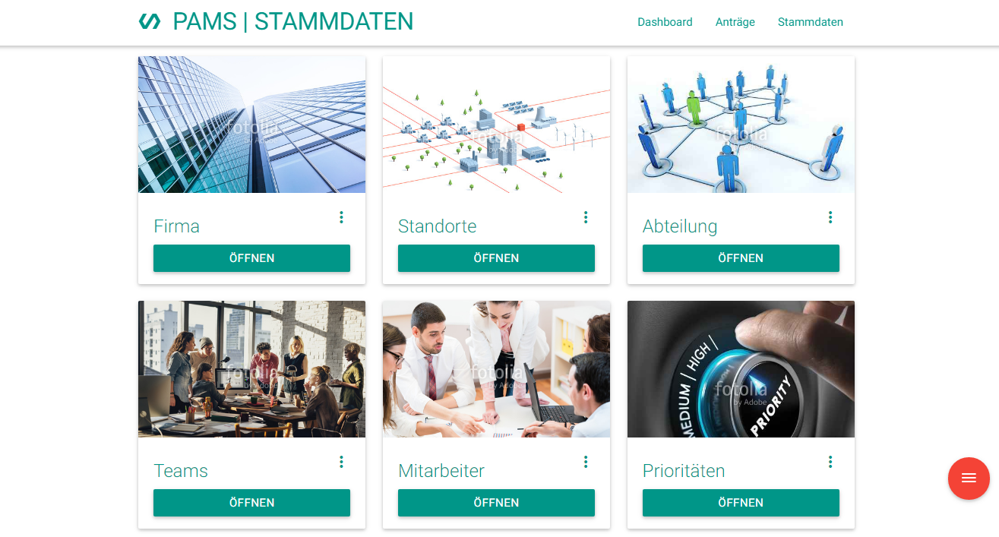 PAMS | STAMMDATEN
Dashboard
Anträge
Stammdaten
fotolia
by Adobe
fotolia
by Adobe
fotolia
by Adobe
Firma
Standorte
Abteilung
ÖFFNEN
ÖFFNEN
ÖFFNEN
fotolia
by Adobe
fotolia
by Adobe
MEDIUM | HIGH |
PRIORITY
fotolia
by Adobe
Teams
Mitarbeiter
Prioritäten
ÖFFNEN
ÖFFNEN
ÖFFNEN